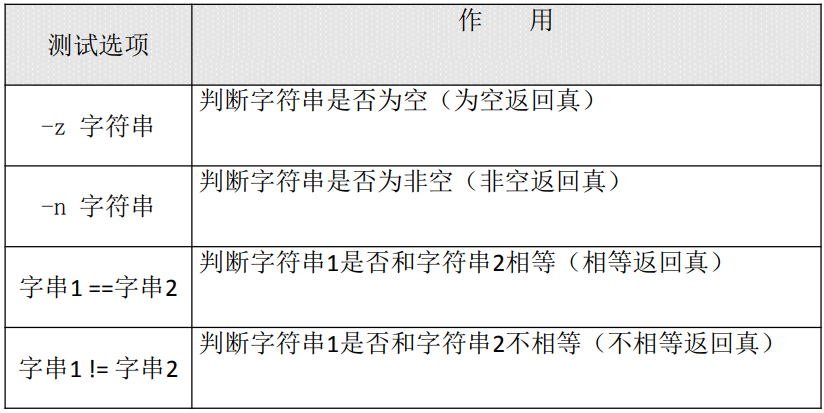 测试选项
作 用
-z 字符串
判断字符串是否为空（为空返回真）
-n 字符串
判断字符串是否为非空（非空返回真）
字串1 ==字串2
判断字符串1是否和字符串2相等（相等返回真）
字串1 != 字串2
判断字符串1是否和字符串2不相等（不相等返回真）